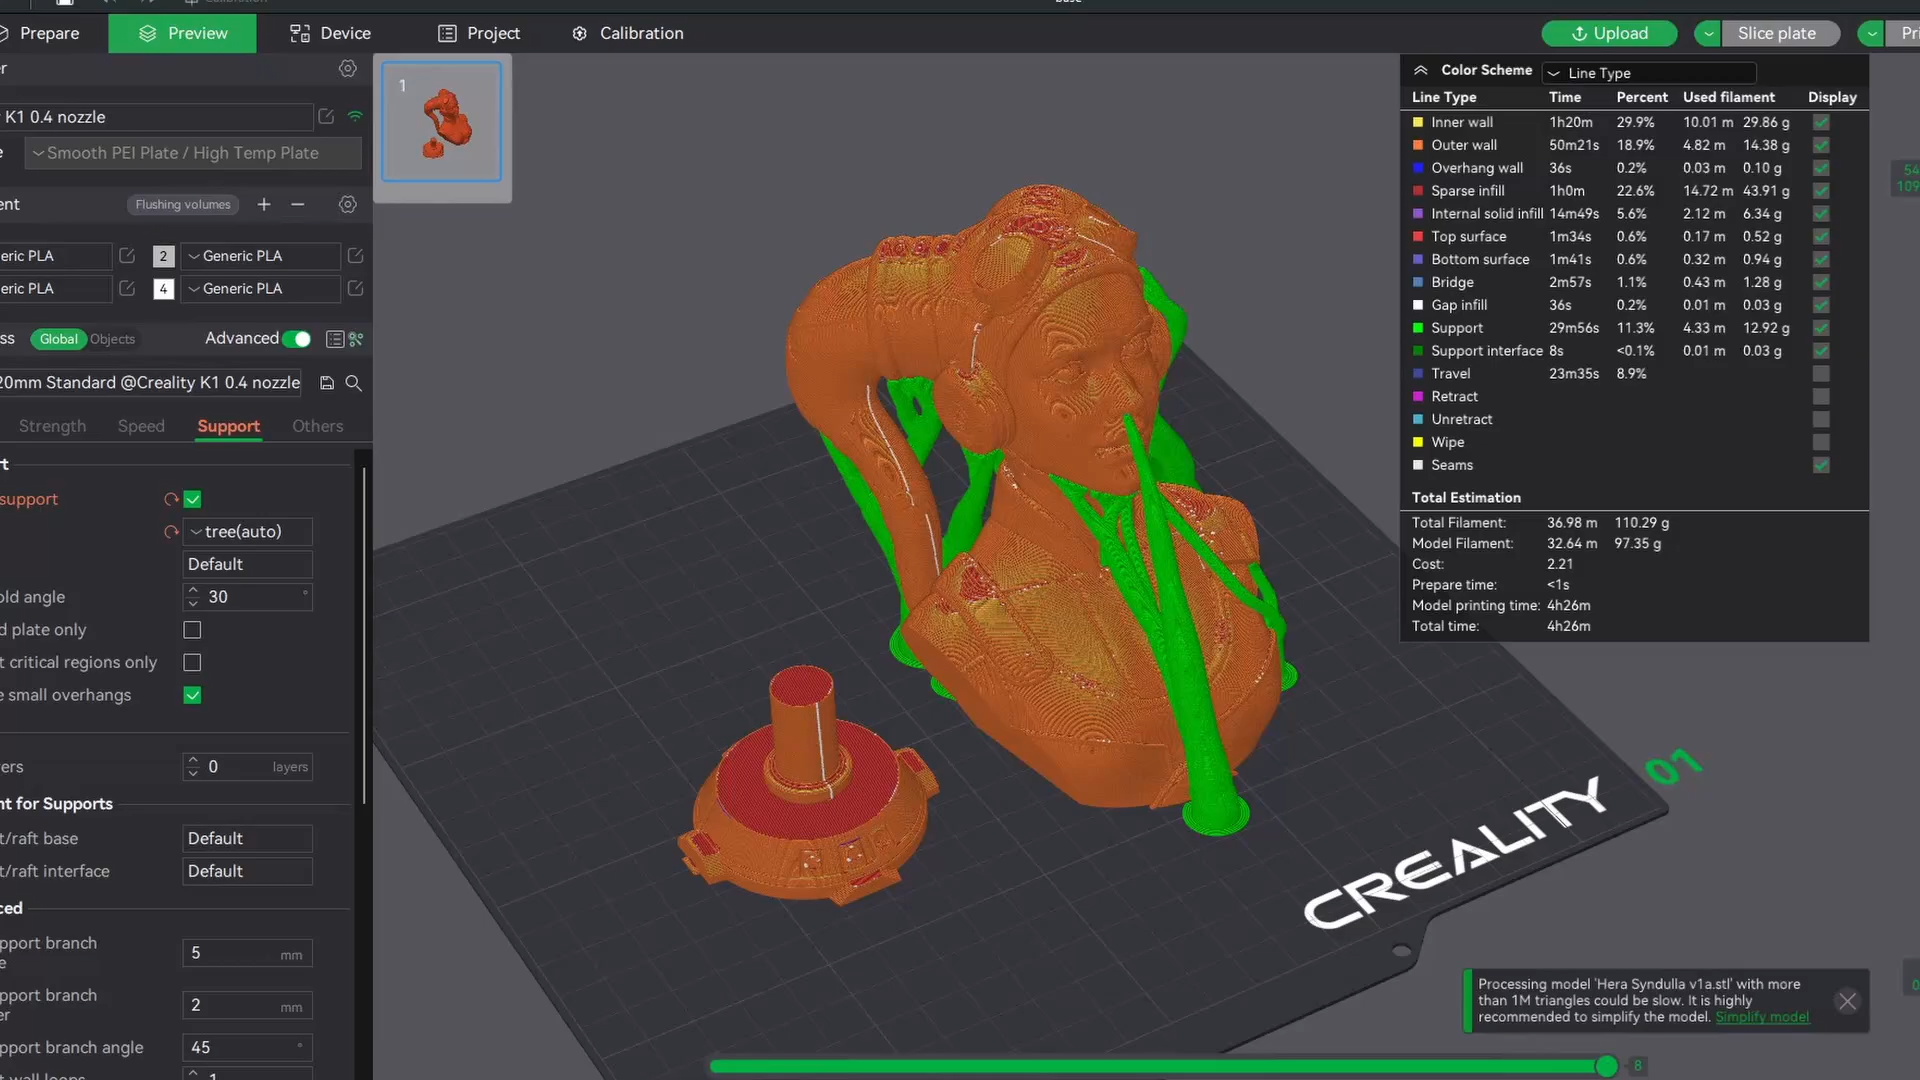 Calibration
base
Prepare
Preview
Device
Project
Calibration
Upload
Slice plate
K1 0.4 nozzle
Smooth PEI Plate / High Temp Plate
Flushing volumes
eric PLA
2
Generic PLA
eric PLA
4
Generic PLA
Global
Objects
Advanced
20mm Standard @Creality K1 0.4 nozzle
Strength
Speed
Support
Others
support
tree(auto)
Default
old angle
30
°
d plate only
t critical regions only
e small overhangs
yers
0
layers
nt for Supports
t/raft base
Default
t/raft interface
Default
ced
pport branch
5
mm
pport branch
er
2
mm
pport branch angle
45
°
1
1
Color Scheme
Line Type
Line Type Time Percent Used filament Display
Inner wall 1h20m 29.9% 10.01 m 29.86 g
Outer wall 50m21s 18.9% 4.82 m 14.38 g
Overhang wall 36s 0.2% 0.03 m 0.10 g
Sparse infill 1h0m 22.6% 14.72 m 43.91 g
Internal solid infill 14m49s 5.6% 2.12 m 6.34 g
Top surface 1m34s 0.6% 0.17 m 0.52 g
Bottom surface 1m41s 0.6% 0.32 m 0.94 g
Bridge 2m57s 1.1% 0.43 m 1.28 g
Gap infill 36s 0.2% 0.01 m 0.03 g
Support 29m56s 11.3% 4.33 m 12.92 g
Support interface 8s <0.1% 0.01 m 0.03 g
Travel 23m35s 8.9%
Retract
Unretract
Wipe
Seams
Total Estimation
Total Filament: 36.98 m 110.29 g
Model Filament: 32.64 m 97.35 g
Cost: 2.21
Prepare time: <1s
Model printing time: 4h26m
Total time: 4h26m
54
109
01
CREALITY
Processing model 'Hera Syndulla v1a.stl' with more
than 1M triangles could be slow. It is highly
recommended to simplify the model. Simplify model
8